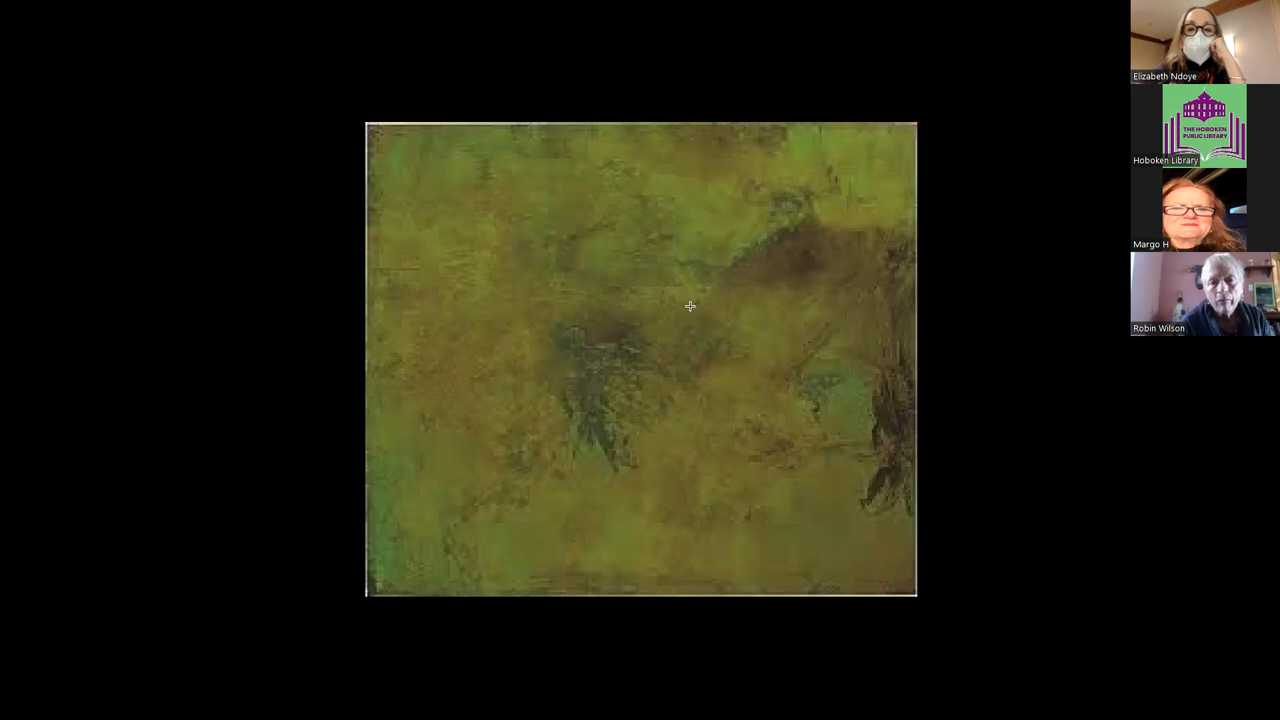 Elizabeth Ndoye
THE HOBOKEN
PUBLIC LIBRARY
Hoboken Library
Margo H
Robin Wilson